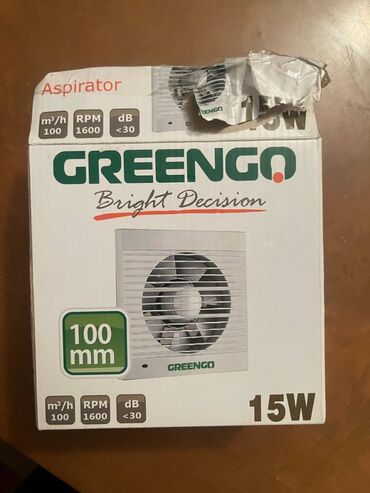 Aspirator
m³/h RPM dB
100 1600 <30
15W
GREENGO
Bright Decision
100
mm
GREENGO
m³/h RPM dB
100 1600 <30
15W